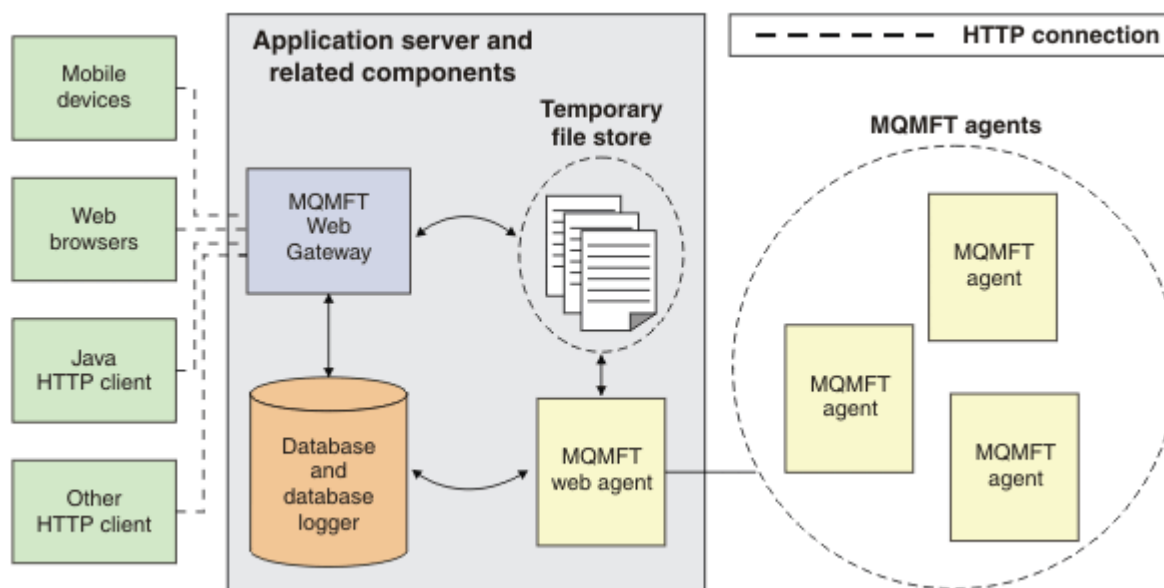 Mobile
devices
Web
browsers
Java
HTTP client
Other
HTTP client
Application server and
related components
MQMFT
Web
Gateway
Temporary
file store
Database
and
database
logger
MQMFT
web agent
HTTP connection
MQMFT agents
MQMFT
agent
MQMFT
agent
MQMFT
agent